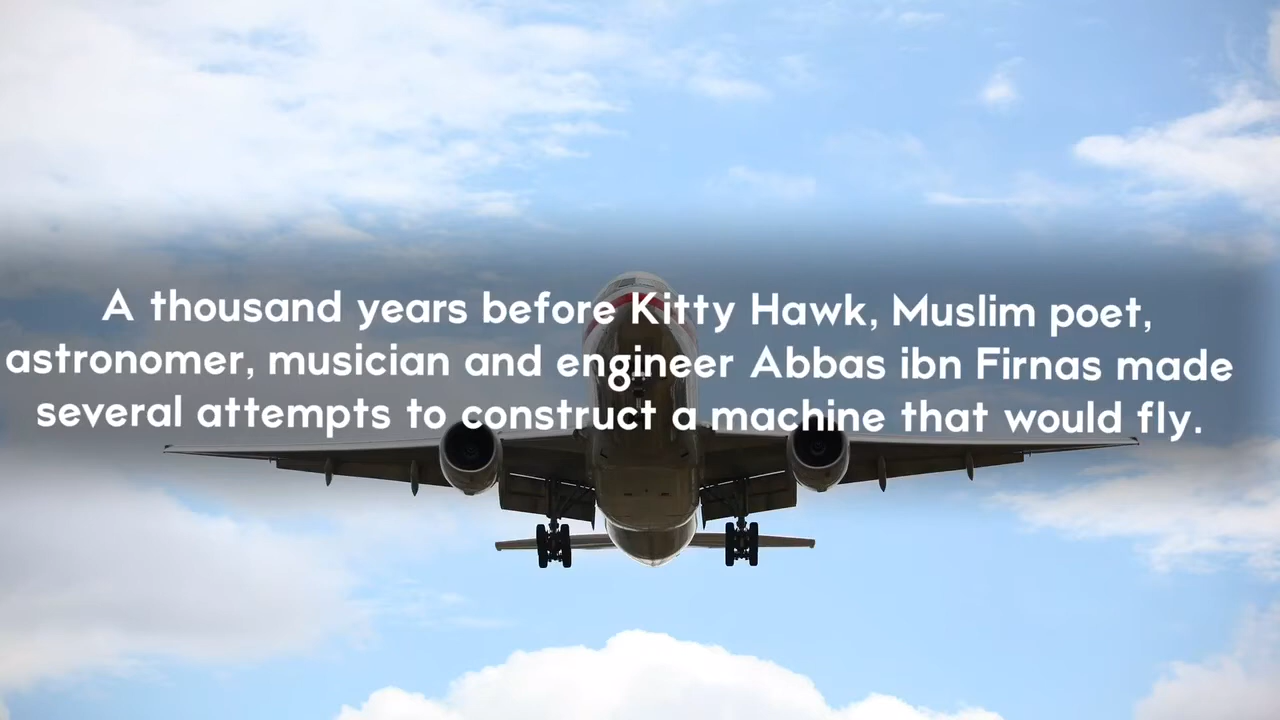 A thousand years before Kitty Hawk, Muslim poet,
astronomer, musician and engineer Abbas ibn Firnas made
several attempts to construct a machine that would fly.